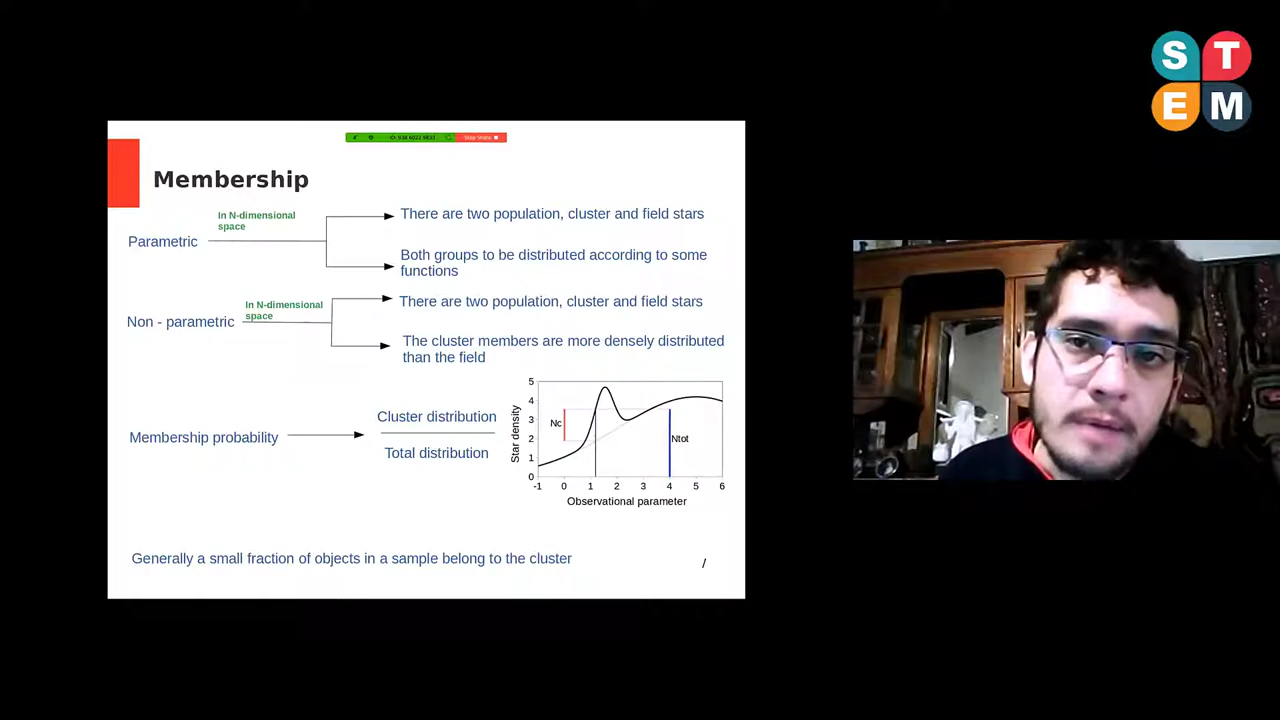 S T
E M
Stop Share
Membership
In N-dimensional
space
There are two population, cluster and field stars
Parametric
Both groups to be distributed according to some
functions
In N-dimensional
space
There are two population, cluster and field stars
Non - parametric
The cluster members are more densely distributed
than the field
Membership probability
Cluster distribution
Total distribution
Star density
5
4
3
2
1
0
Nc
Ntot
-1 0 1 2 3 4 5 6
Observational parameter
Generally a small fraction of objects in a sample belong to the cluster
/